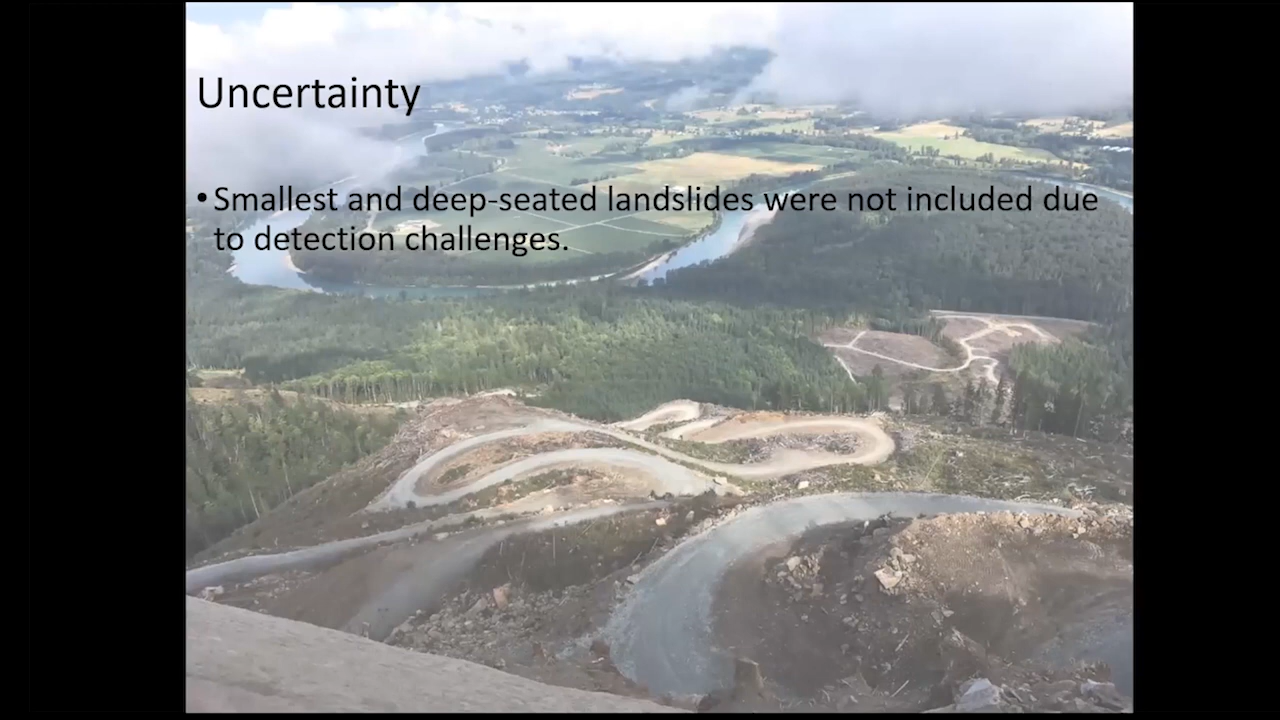 Uncertainty
• Smallest and deep-seated landslides were not included due
to detection challenges.